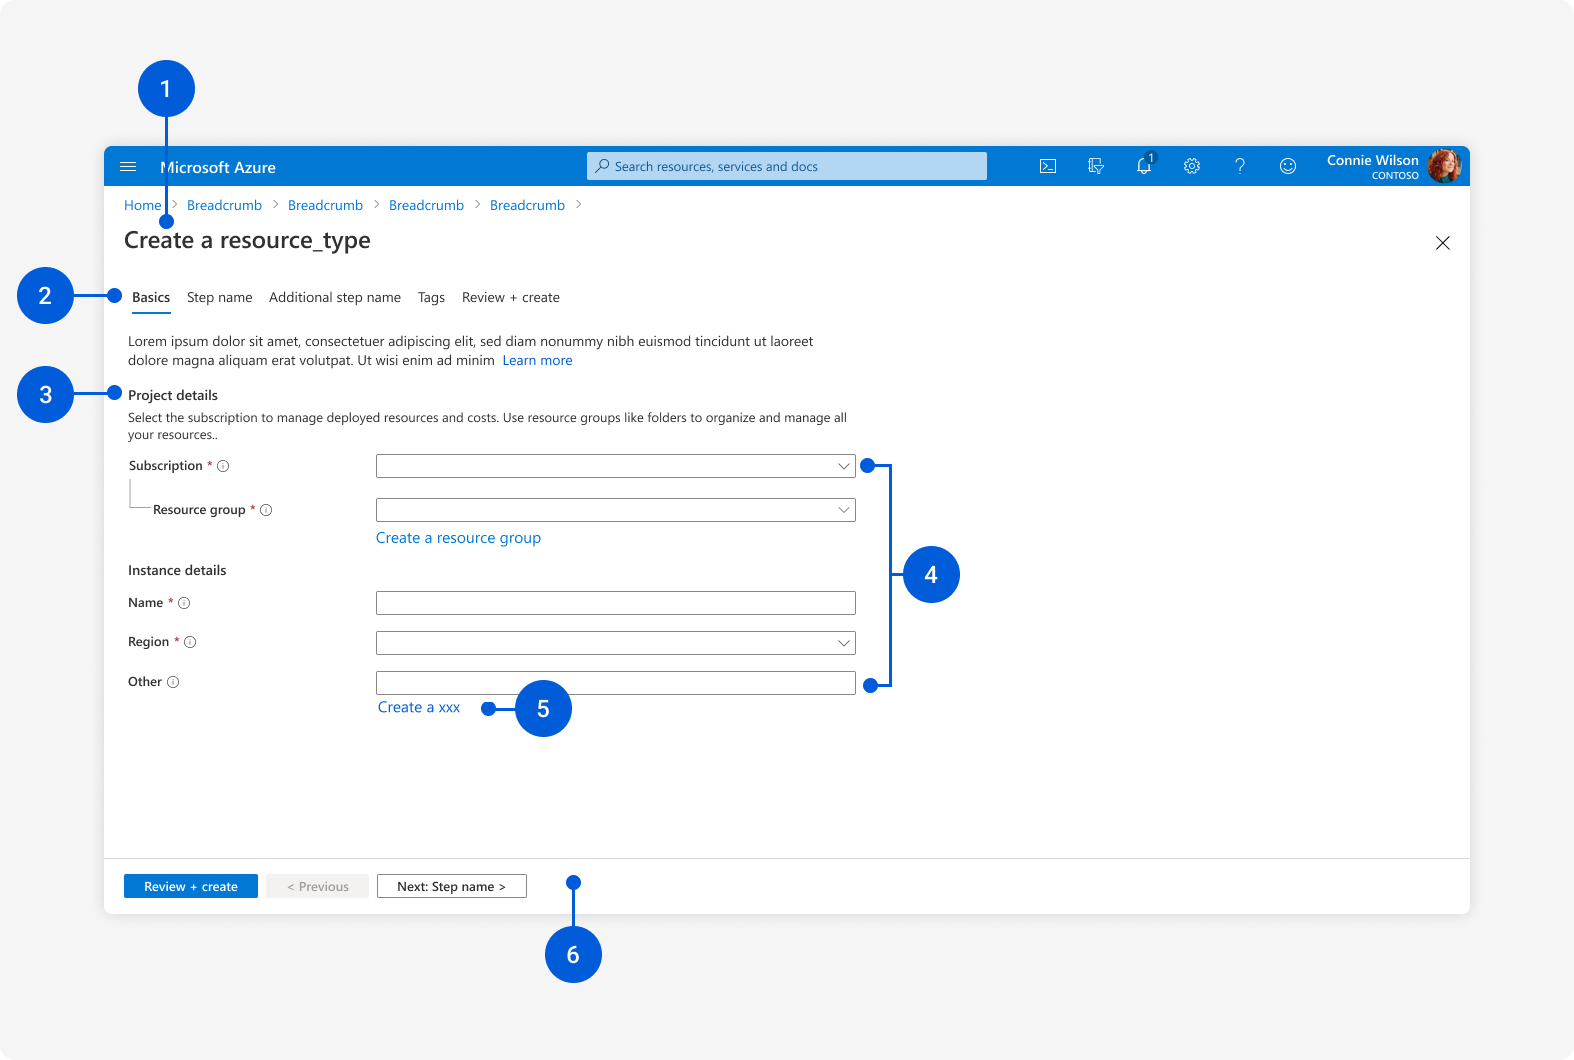 1
Microsoft Azure
Search resources, services and docs
1
Connie Wilson
CONTOSO
Home > Breadcrumb > Breadcrumb > Breadcrumb > Breadcrumb >
Create a resource_type
2
Basics Step name Additional step name Tags Review + create
Lorem ipsum dolor sit amet, consectetuer adipiscing elit, sed diam nonummy nibh euismod tincidunt ut laoreet
dolore magna aliquam erat volutpat. Ut wisi enim ad minim Learn more
3
Project details
Select the subscription to manage deployed resources and costs. Use resource groups like folders to organize and manage all
your resources..
Subscription *
Resource group *
Create a resource group
4
Instance details
Name *
Region *
Other
Create a xxx
5
Review + create
< Previous
Next: Step name >
6